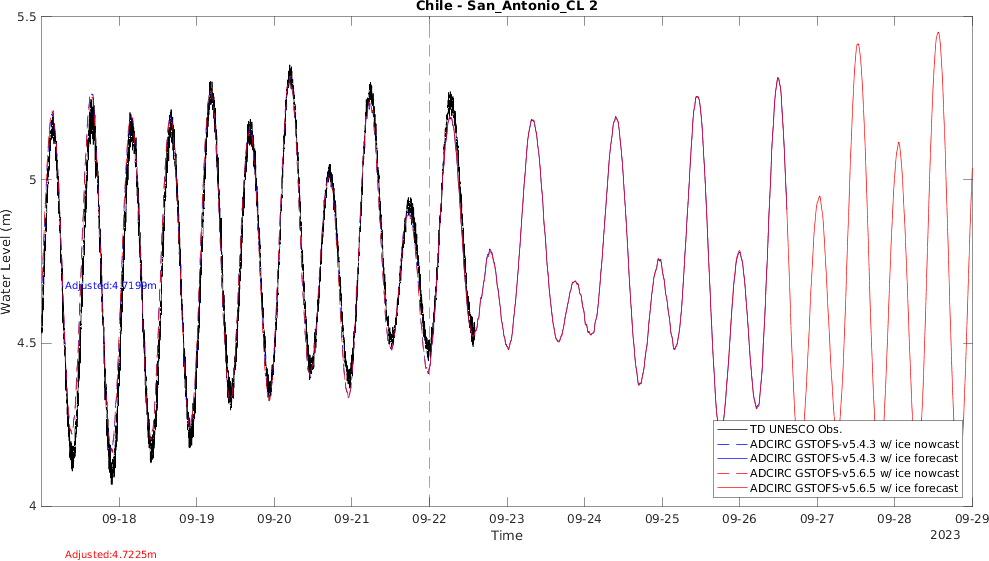 Chile - San_Antonio_CL 2
5.5
5
4.5
4
Water Level (m)
Adjusted:4.7199m
TD UNESCO Obs.
ADCIRC GSTOFS-v5.4.3 w/ ice nowcast
ADCIRC GSTOFS-v5.4.3 w/ ice forecast
ADCIRC GSTOFS-v5.6.5 w/ ice nowcast
ADCIRC GSTOFS-v5.6.5 w/ ice forecast
09-18 09-19 09-20 09-21 09-22 09-23 09-24 09-25 09-26 09-27 09-28 09-29
Time
2023
Adjusted:4.7225m